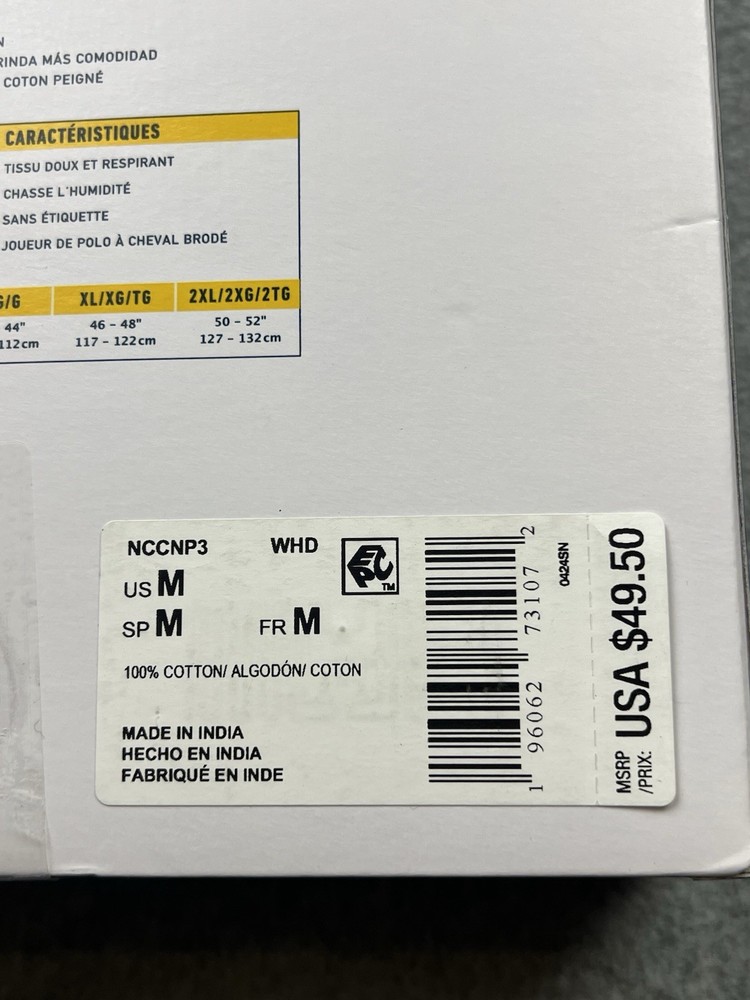 RINDA MÁS COMODIDAD
COTON PEIGNÉ
CARACTÉRISTIQUES
TISSU DOUX ET RESPIRANT
CHASSE L'HUMIDITÉ
SANS ÉTIQUETTE
JOUEUR DE POLO À CHEVAL BRODÉ
G/G XL/XG/TG 2XL/2XG/2TG
44" 46 - 48" 50 - 52"
112cm 117 - 122cm 127 - 132cm
NCCNP3 WHD
US M
SP M FR M
100% COTTON/ ALGODÓN/ COTON
MADE IN INDIA
HECHO EN INDIA
FABRIQUÉ EN INDE
EPC TM
1 96062 73107 2
0424SN
MSRP
/PRIX: USA $49.50